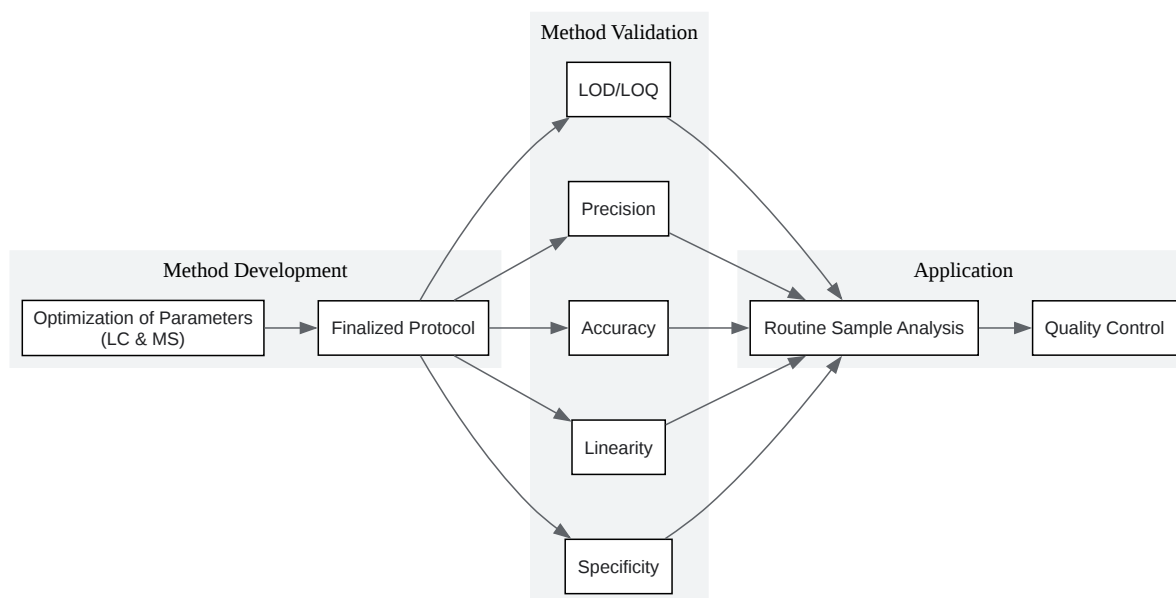 Method Validation
LOD/LOQ
Precision
Method Development
Application
Optimization of Parameters
(LC & MS)
Finalized Protocol
Accuracy
Routine Sample Analysis
Quality Control
Linearity
Specificity